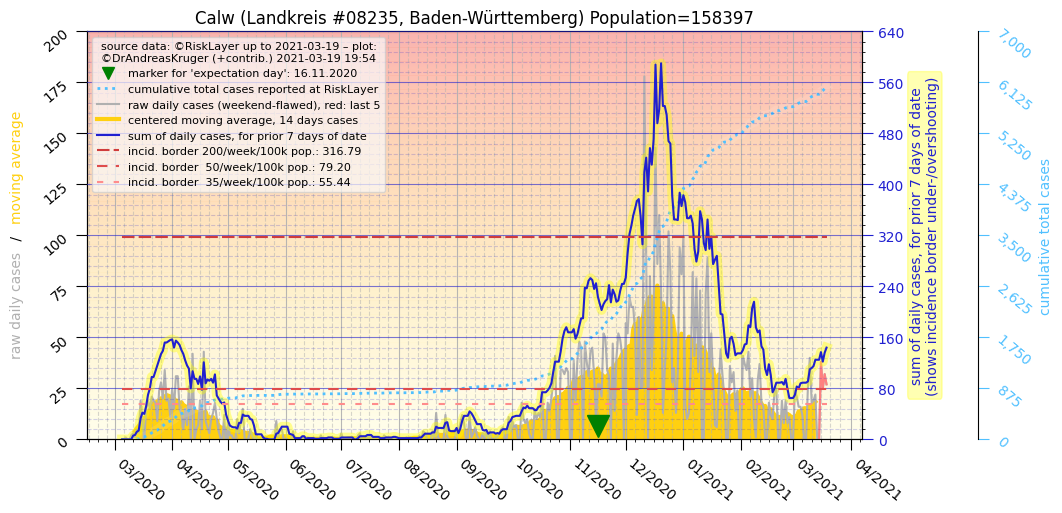 Calw (Landkreis #08235, Baden-Württemberg) Population=158397
source data: ©RiskLayer up to 2021-03-19 – plot:
©DrAndreasKruger (+contrib.) 2021-03-19 19:54
marker for 'expectation day': 16.11.2020
cumulative total cases reported at RiskLayer
raw daily cases (weekend-flawed), red: last 5
centered moving average, 14 days cases
sum of daily cases, for prior 7 days of date
incid. border 200/week/100k pop.: 316.79
incid. border  50/week/100k pop.: 79.20
incid. border  35/week/100k pop.: 55.44
raw daily cases / moving average
200
175
150
125
100
75
50
25
0
03/2020
04/2020
05/2020
06/2020
07/2020
08/2020
09/2020
10/2020
11/2020
12/2020
01/2021
02/2021
03/2021
04/2021
640
560
480
400
320
240
160
80
0
sum of daily cases, for prior 7 days of date
(shows incidence border under-/overshooting)
7,000
6,125
5,250
4,375
3,500
2,625
1,750
875
0
cumulative total cases